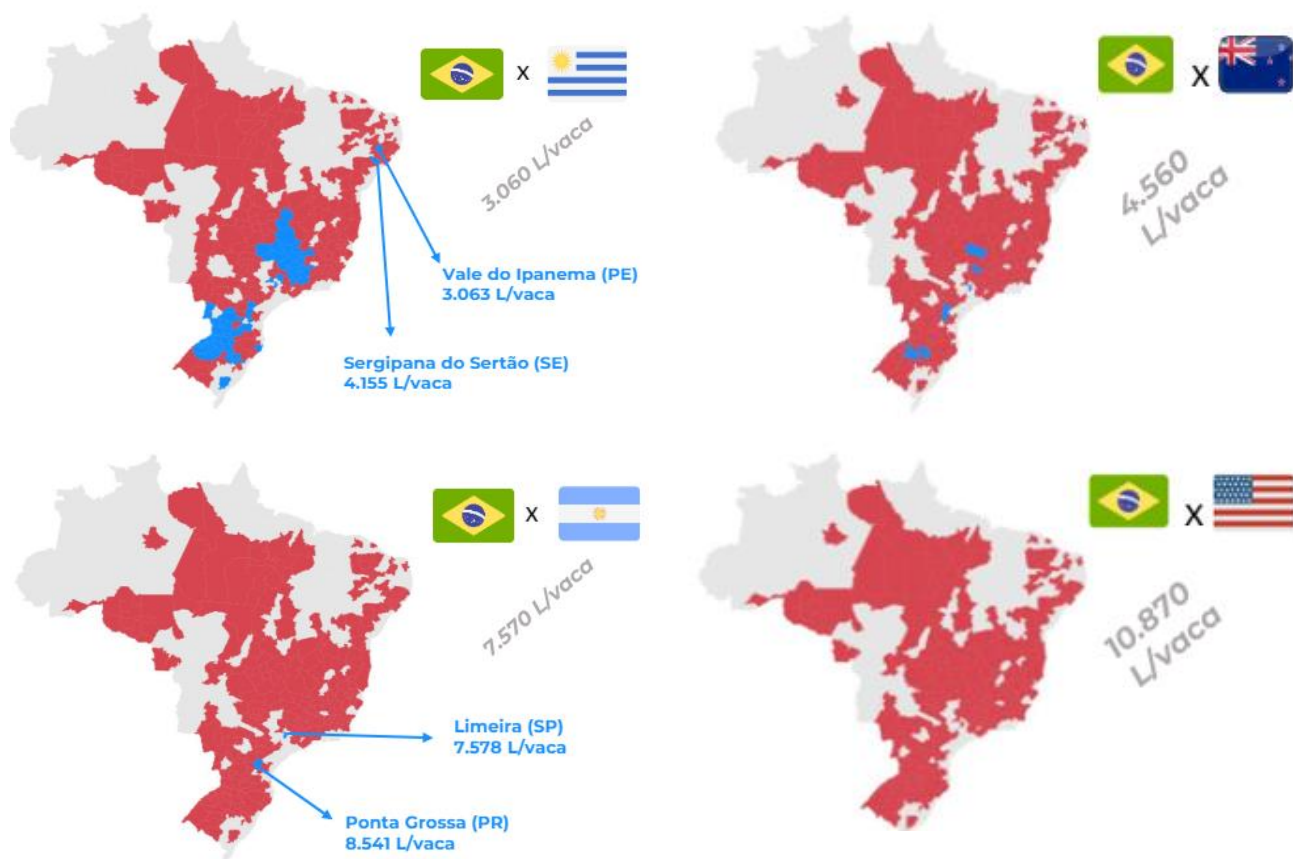 x
3.060 L/vaca
Vale do Ipanema (PE)
3.063 L/vaca
Sergipana do Sertão (SE)
4.155 L/vaca
x
4.560
L/vaca
x
7.570 L/vaca
Limeira (SP)
7.578 L/vaca
Ponta Grossa (PR)
8.541 L/vaca
x
10.870
L/vaca